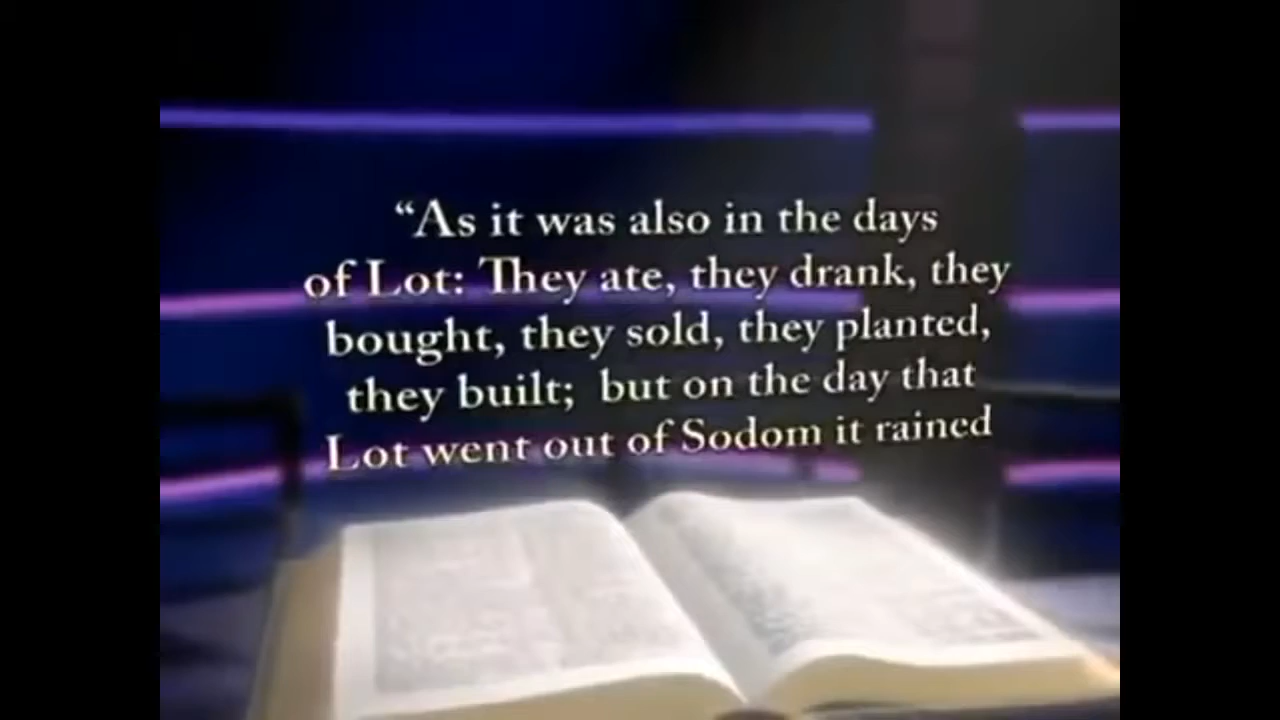 “As it was also in the days
of Lot: They ate, they drank, they
bought, they sold, they planted,
they built; but on the day that
Lot went out of Sodom it rained